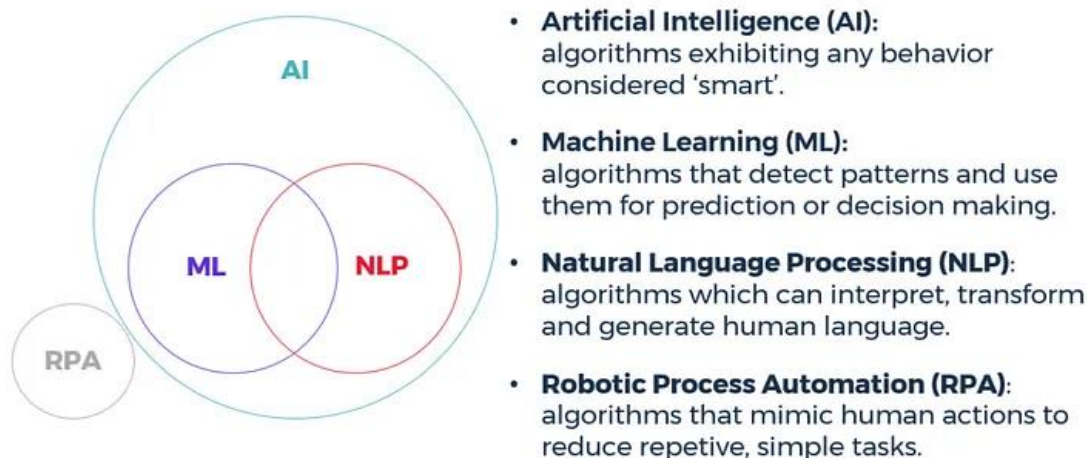 AI
ML
NLP
RPA
• Artificial Intelligence (AI):
algorithms exhibiting any behavior
considered ‘smart’.
• Machine Learning (ML):
algorithms that detect patterns and use
them for prediction or decision making.
• Natural Language Processing (NLP):
algorithms which can interpret, transform
and generate human language.
• Robotic Process Automation (RPA):
algorithms that mimic human actions to
reduce repetive, simple tasks.